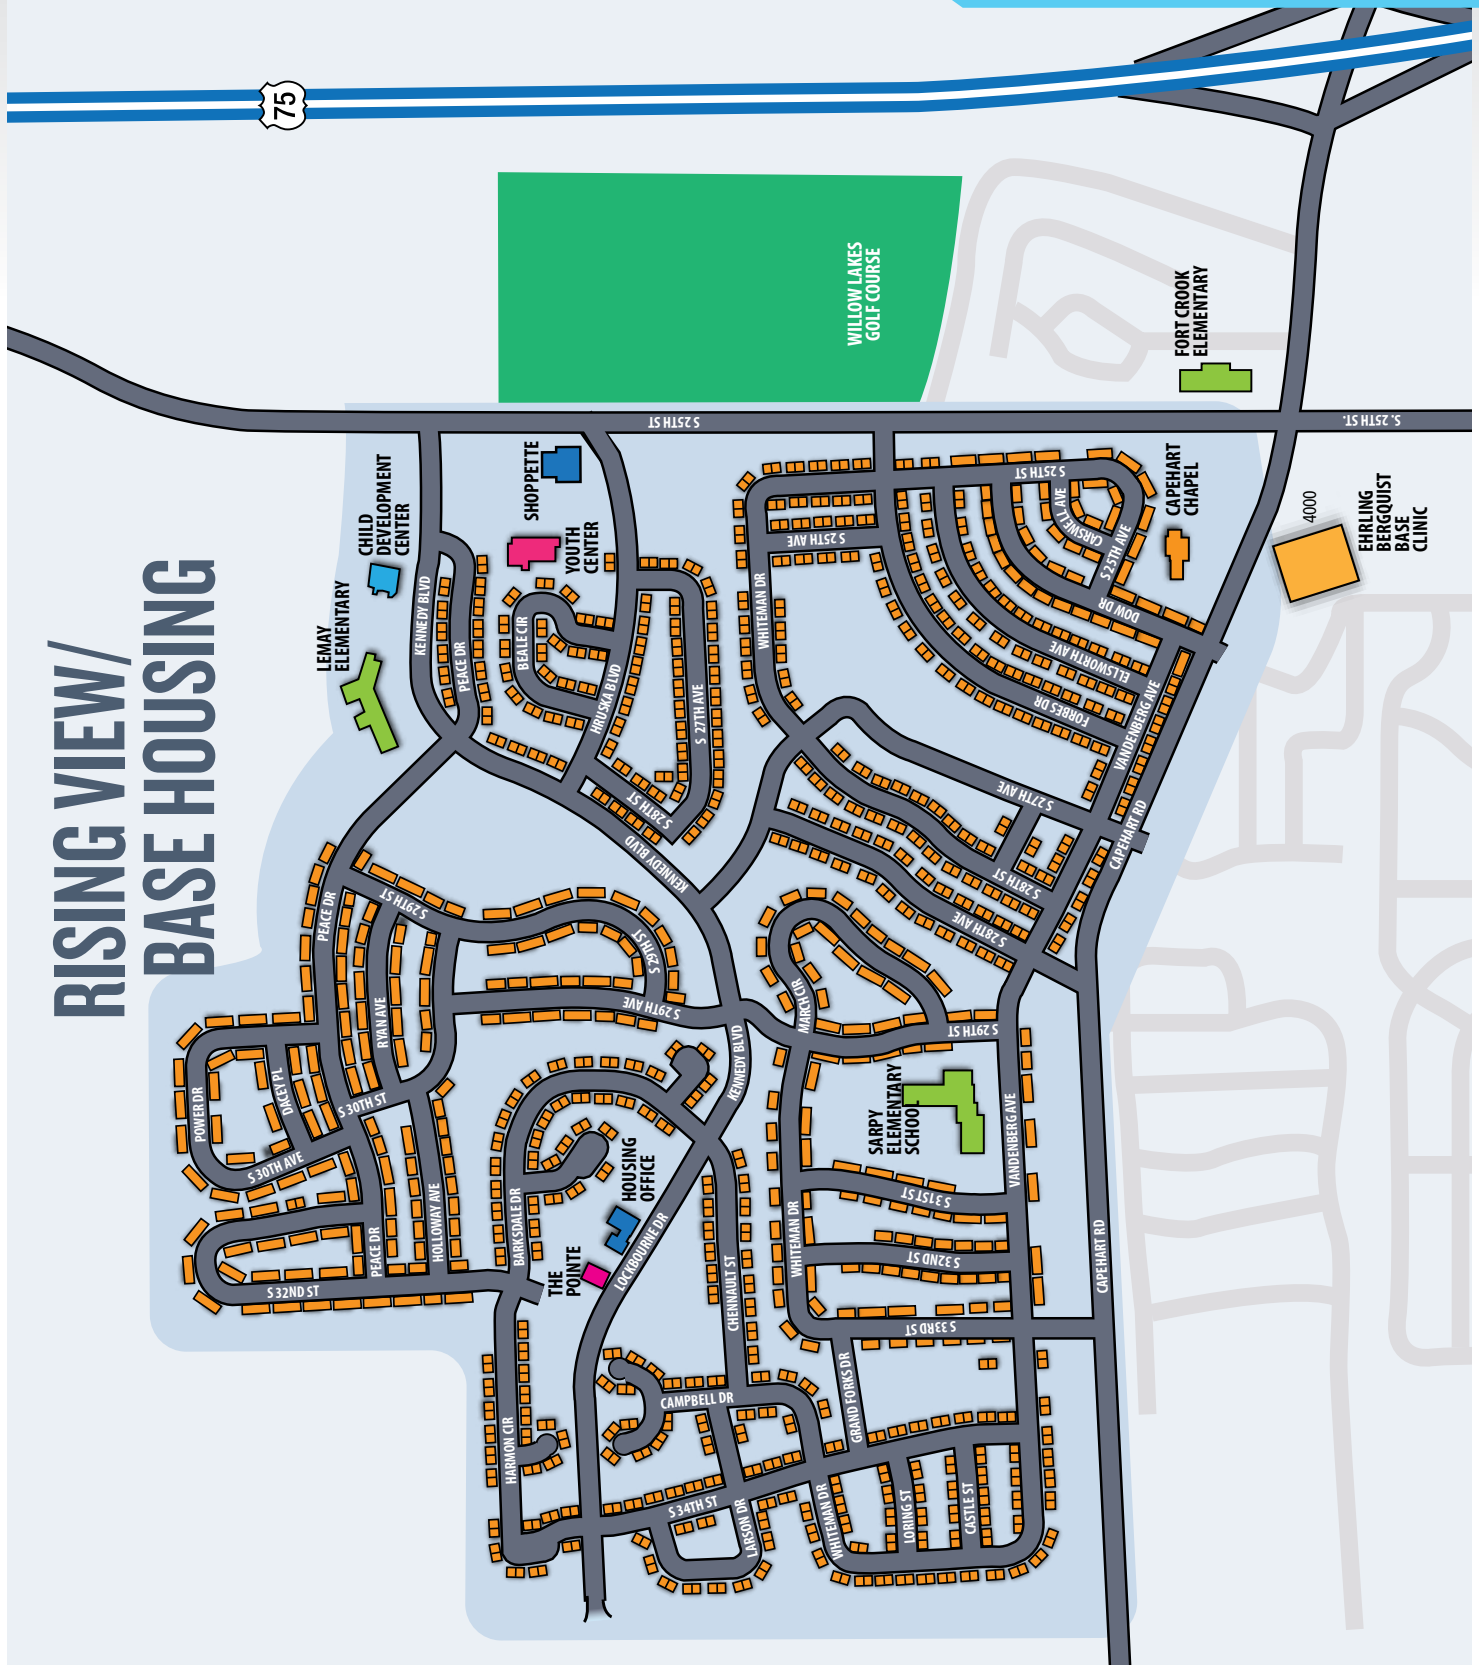 RISING VIEW/
BASE HOUSING
75
WILLOW LAKES
GOLF COURSE
FORT CROOK
ELEMENTARY
S 25TH ST
S. 25TH ST.
CHILD
DEVELOPMENT
CENTER
LEMAY
ELEMENTARY
SHOPPETTE
YOUTH
CENTER
CAPEHART
CHAPEL
4000
EHRLING
BERGQUIST
BASE
CLINIC
KENNEDY BLVD
PEACE DR
BEALE CIR
HRUSKA BLVD
S 27TH AVE
S 28TH ST
KENNEDY BLVD
WHITEMAN DR
S 25TH AVE
S 25TH ST
CARSWELL AVE
S 25TH AVE
DOW DR
ELLSWORTH AVE
FORBES DR
VANDENBERG AVE
S 27TH AVE
CAPEHART RD
S 28TH ST
S 28TH AVE
PEACE DR
S 29TH ST
S 29TH ST
RYAN AVE
S 29TH AVE
MARCH CIR
S 29TH ST
POWER DR
DACEY PL
S 30TH ST
S 30TH AVE
KENNEDY BLVD
SARPY
ELEMENTARY
SCHOOL
VANDENBERG AVE
HOUSING
OFFICE
THE
POINTE
PEACE DR
HOLLOWAY AVE
BARKSDALE DR
LOCKBOURNE DR
CHENNAULT ST
WHITEMAN DR
S 31ST ST
S 32ND ST
S 32ND ST
S 33RD ST
CAPEHART RD
GRAND FORKS DR
CAMPBELL DR
HARMON CIR
S 34TH ST
LARSON DR
WHITEMAN DR
LORING ST
CASTLE ST